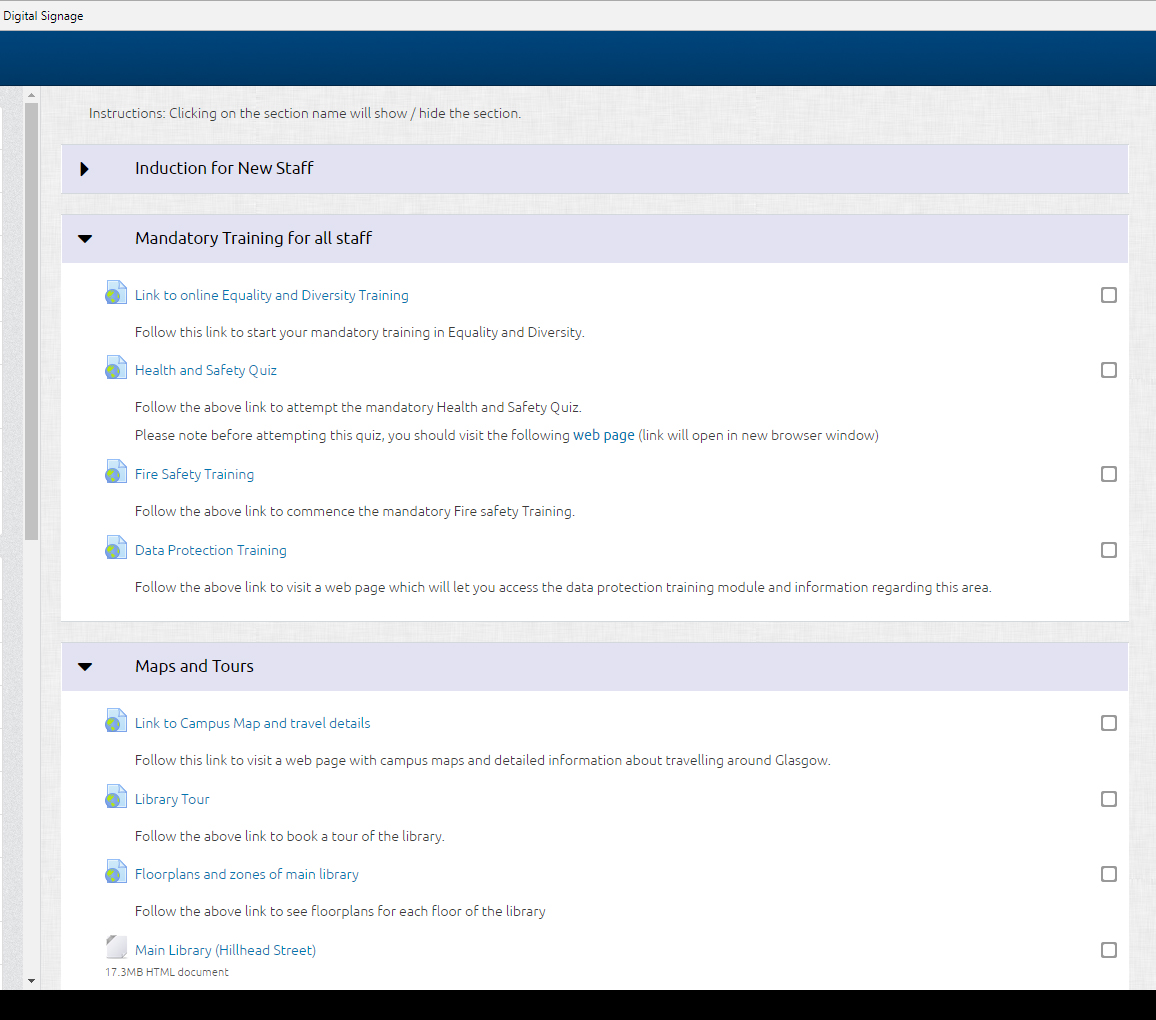 Digital Signage
Instructions: Clicking on the section name will show / hide the section.
Induction for New Staff
Mandatory Training for all staff
Link to online Equality and Diversity Training
Follow this link to start your mandatory training in Equality and Diversity.
Health and Safety Quiz
Follow the above link to attempt the mandatory Health and Safety Quiz.
Please note before attempting this quiz, you should visit the following web page (link will open in new browser window)
Fire Safety Training
Follow the above link to commence the mandatory Fire safety Training.
Data Protection Training
Follow the above link to visit a web page which will let you access the data protection training module and information regarding this area.
Maps and Tours
Link to Campus Map and travel details
Follow this link to visit a web page with campus maps and detailed information about travelling around Glasgow.
Library Tour
Follow the above link to book a tour of the library.
Floorplans and zones of main library
Follow the above link to see floorplans for each floor of the library
Main Library (Hillhead Street)
17.3MB HTML document